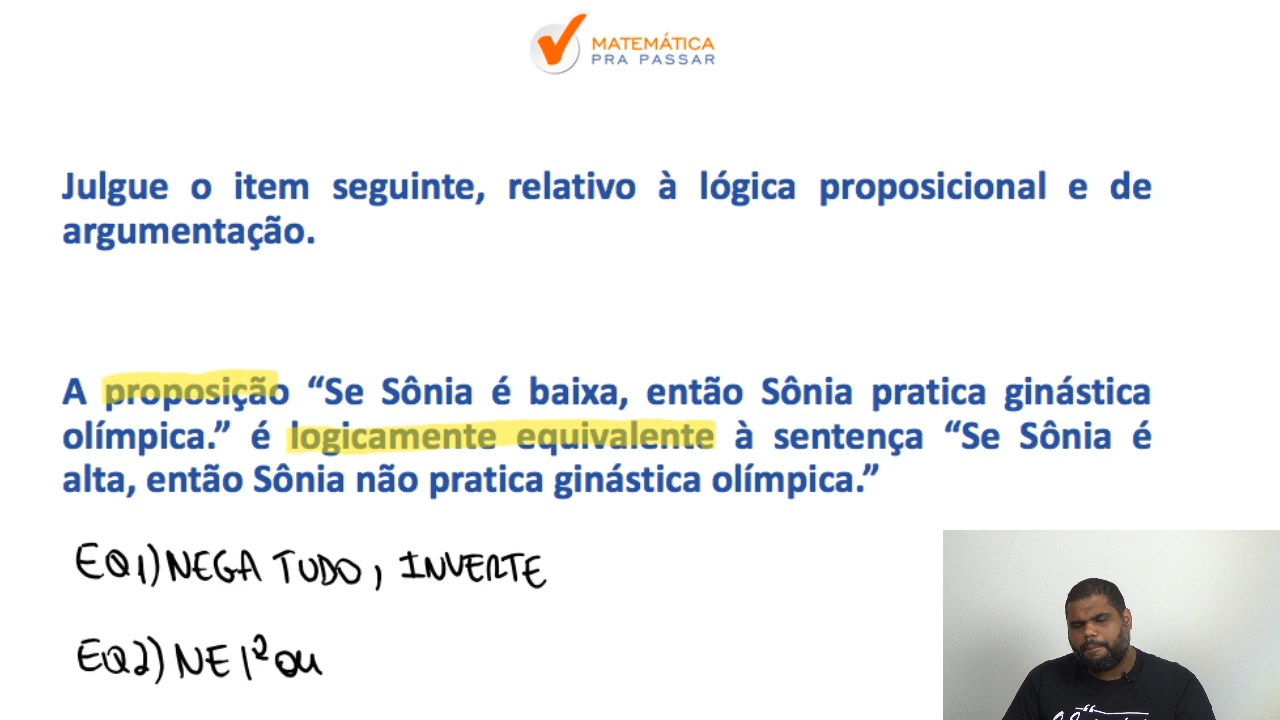 MATEMÁTICA
PRA PASSAR
Julgue o item seguinte, relativo à lógica proposicional e de
argumentação.
A proposição “Se Sônia é baixa, então Sônia pratica ginástica
olímpica.” é logicamente equivalente à sentença “Se Sônia é
alta, então Sônia não pratica ginástica olímpica.”
EQ1) NEGA TUDO, INVERTE
EQ2) NE 1º ou